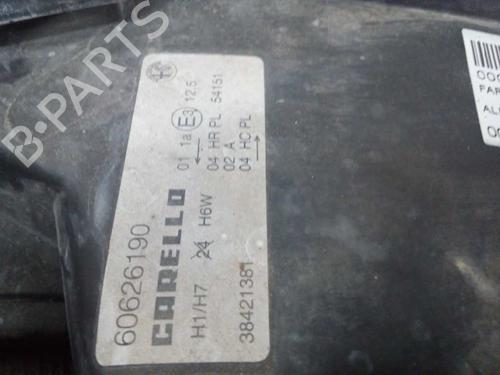 60626190
CARELLO
H1/H7 24 H6W
38421381
01 1a E3 12.5
04 HR PL 54151
02 A
04 HC PL
B-PARTS
FAR